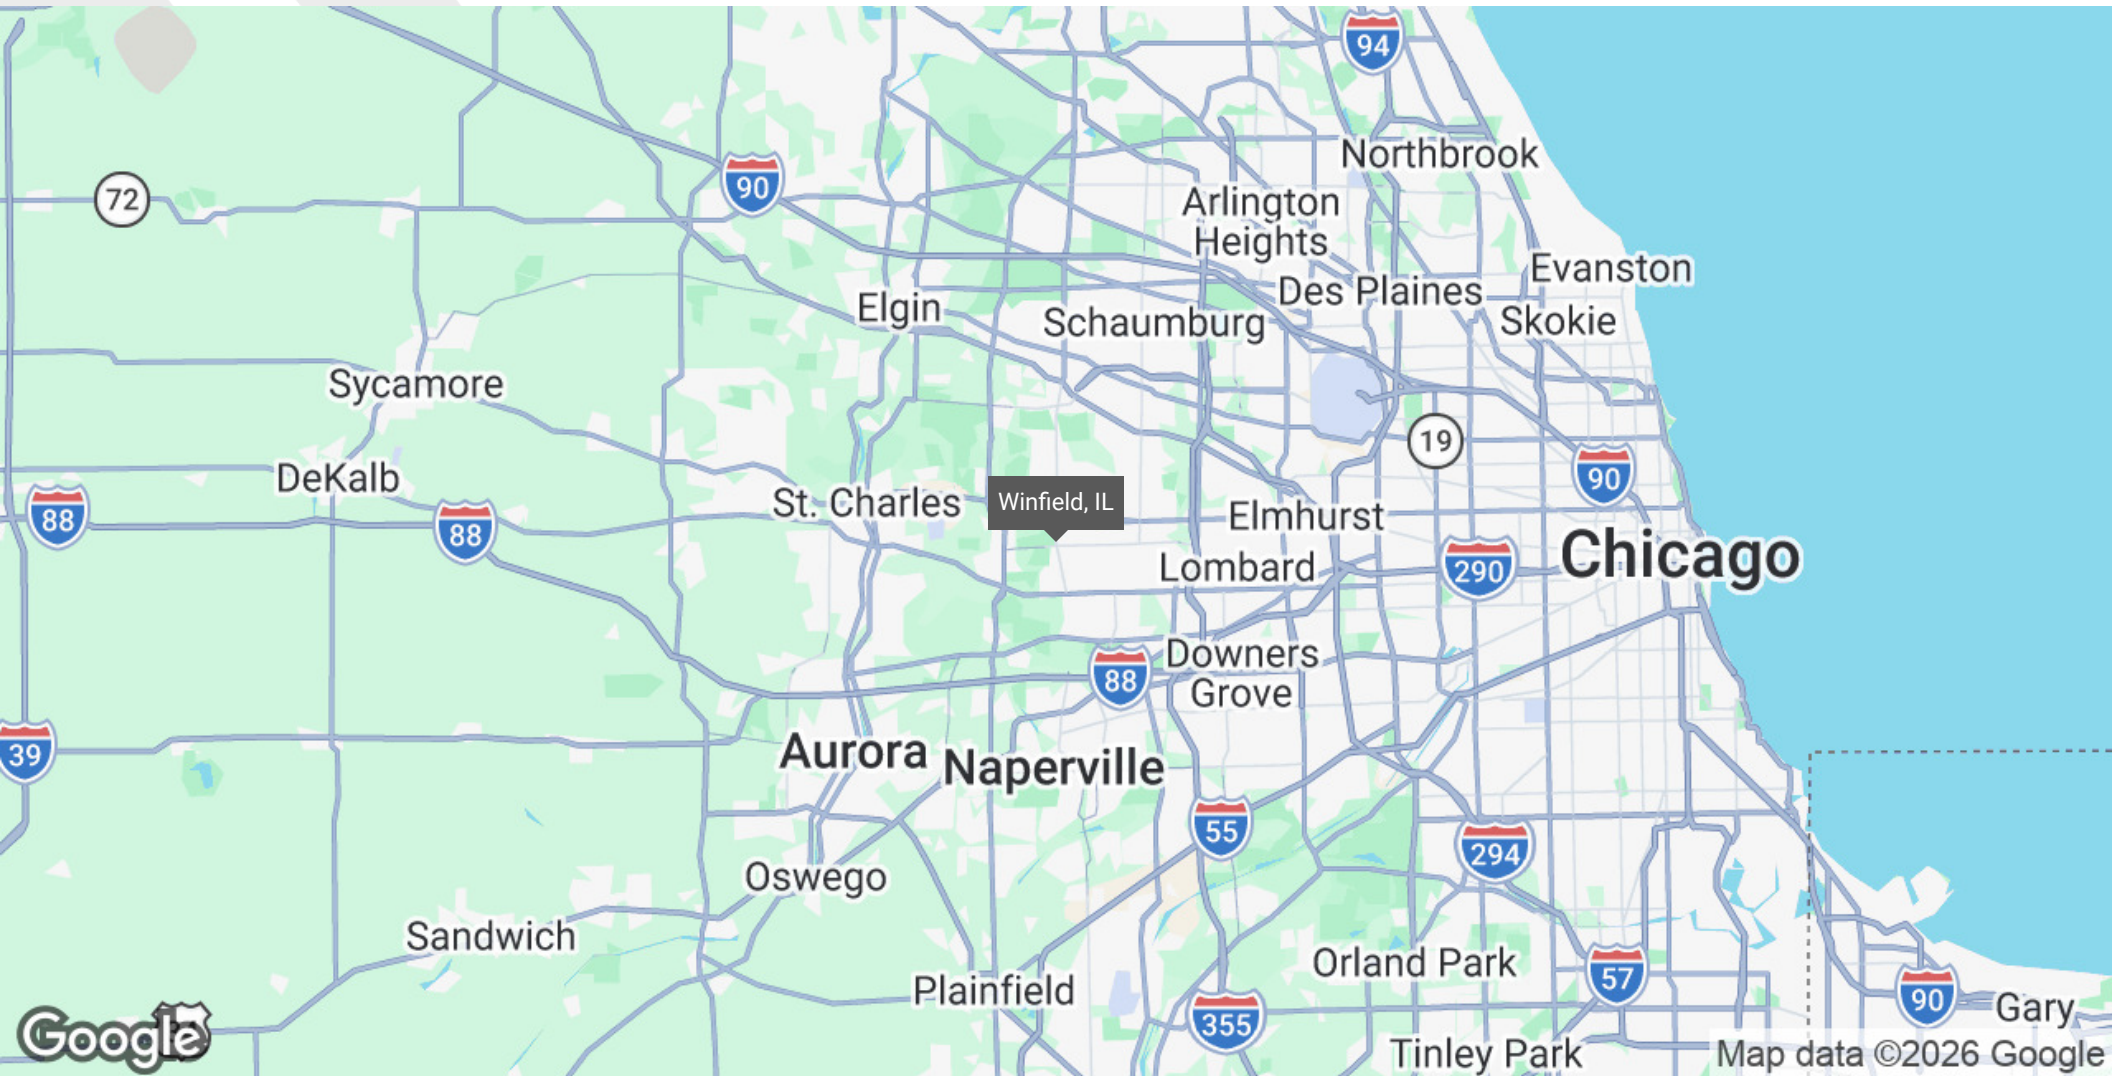 94
Northbrook
90
72
Arlington
Heights
Evanston
Des Plaines
Elgin
Schaumburg
Skokie
Sycamore
19
90
DeKalb
St. Charles
Winfield, IL
88
88
Elmhurst
Chicago
Lombard
290
Downers
Grove
88
39
Aurora
Naperville
55
294
Oswego
Sandwich
Orland Park
57
Plainfield
90
Gary
355
Google
Tinley Park
Map data ©2026 Google